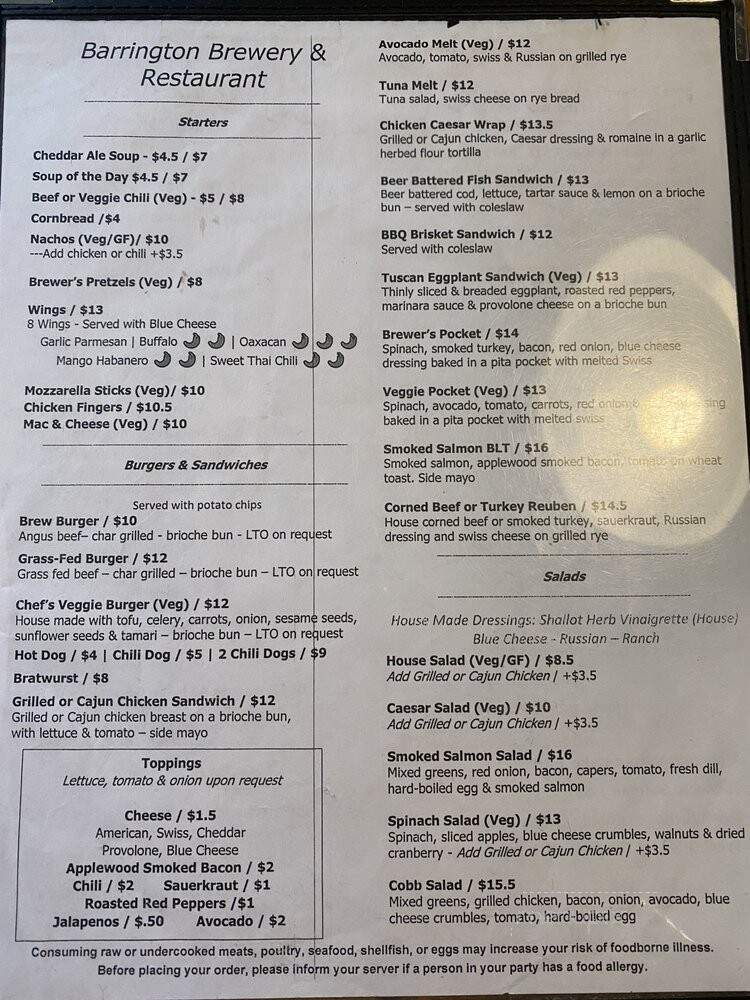 Barrington Brewery &
Restaurant
Starters
Cheddar Ale Soup - $4.5 / $7
Soup of the Day $4.5 / $7
Beef or Veggie Chili (Veg) - $5 / $8
Cornbread /$4
Nachos (Veg/GF)/ $10
---Add chicken or chili +$3.5
Brewer's Pretzels (Veg) / $8
Wings / $13
8 Wings - Served with Blue Cheese
Garlic Parmesan | Buffalo | Oaxacan
Mango Habanero | Sweet Thai Chili
Mozzarella Sticks (Veg)/ $10
Chicken Fingers / $10.5
Mac & Cheese (Veg) / $10
Burgers & Sandwiches
Served with potato chips
Brew Burger / $10
Angus beef– char grilled - brioche bun - LTO on request
Grass-Fed Burger / $12
Grass fed beef – char grilled – brioche bun – LTO on request
Chef's Veggie Burger (Veg) / $12
House made with tofu, celery, carrots, onion, sesame seeds,
sunflower seeds & tamari – brioche bun – LTO on request
Hot Dog / $4 | Chili Dog / $5 | 2 Chili Dogs / $9
Bratwurst / $8
Grilled or Cajun Chicken Sandwich / $12
Grilled or Cajun chicken breast on a brioche bun,
with lettuce & tomato – side mayo
Toppings
Lettuce, tomato & onion upon request
Cheese / $1.5
American, Swiss, Cheddar
Provolone, Blue Cheese
Applewood Smoked Bacon / $2
Chili / $2 Sauerkraut / $1
Roasted Red Peppers /$1
Jalapenos / $.50 Avocado / $2
Avocado Melt (Veg) / $12
Avocado, tomato, swiss & Russian on grilled rye
Tuna Melt / $12
Tuna salad, swiss cheese on rye bread
Chicken Caesar Wrap / $13.5
Grilled or Cajun chicken, Caesar dressing & romaine in a garlic
herbed flour tortilla
Beer Battered Fish Sandwich / $13
Beer battered cod, lettuce, tartar sauce & lemon on a brioche
bun – served with coleslaw
BBQ Brisket Sandwich / $12
Served with coleslaw
Tuscan Eggplant Sandwich (Veg) / $13
Thinly sliced & breaded eggplant, roasted red peppers,
marinara sauce & provolone cheese on a brioche bun
Brewer's Pocket / $14
Spinach, smoked turkey, bacon, red onion, blue cheese
dressing baked in a pita pocket with melted Swiss
Veggie Pocket (Veg) / $13
Spinach, avocado, tomato, carrots, red onion &
baked in a pita pocket with melted swiss
Smoked Salmon BLT / $16
Smoked salmon, applewood smoked bacon, tomato on wheat
toast. Side mayo
Corned Beef or Turkey Reuben / $14.5
House corned beef or smoked turkey, sauerkraut, Russian
dressing and swiss cheese on grilled rye
Salads
House Made Dressings: Shallot Herb Vinaigrette (House)
Blue Cheese - Russian – Ranch
House Salad (Veg/GF) / $8.5
Add Grilled or Cajun Chicken / +$3.5
Caesar Salad (Veg) / $10
Add Grilled or Cajun Chicken / +$3.5
Smoked Salmon Salad / $16
Mixed greens, red onion, bacon, capers, tomato, fresh dill,
hard-boiled egg & smoked salmon
Spinach Salad (Veg) / $13
Spinach, sliced apples, blue cheese crumbles, walnuts & dried
cranberry - Add Grilled or Cajun Chicken / +$3.5
Cobb Salad / $15.5
Mixed greens, grilled chicken, bacon, onion, avocado, blue
cheese crumbles, tomato, hard-boiled egg
Consuming raw or undercooked meats, poultry, seafood, shellfish, or eggs may increase your risk of foodborne illness.
Before placing your order, please inform your server if a person in your party has a food allergy.